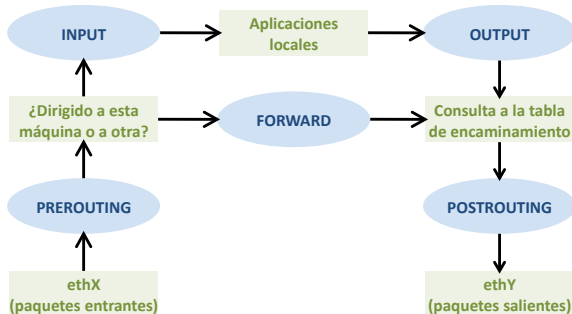 INPUT
Aplicaciones
locales
OUTPUT
¿Dirigido a esta
máquina o a otra?
FORWARD
Consulta a la tabla
de encaminamiento
PREROUTING
POSTROUTING
ethX
(paquetes entrantes)
ethY
(paquetes salientes)